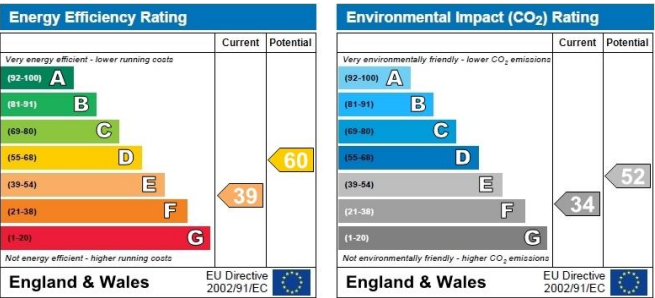 Energy Efficiency Rating
Current Potential
Very energy efficient - lower running costs
(92-100) A
(81-91) B
(69-80) C
(55-68) D
(39-54) E
(21-38) F
(1-20) G
39
60
Not energy efficient - higher running costs
England & Wales
EU Directive
2002/91/EC
Environmental Impact (CO₂) Rating
Current Potential
Very environmentally friendly - lower CO₂ emissions
(92-100) A
(81-91) B
(69-80) C
(55-68) D
(39-54) E
(21-38) F
(1-20) G
34
52
Not environmentally friendly - higher CO₂ emissions
England & Wales
EU Directive
2002/91/EC